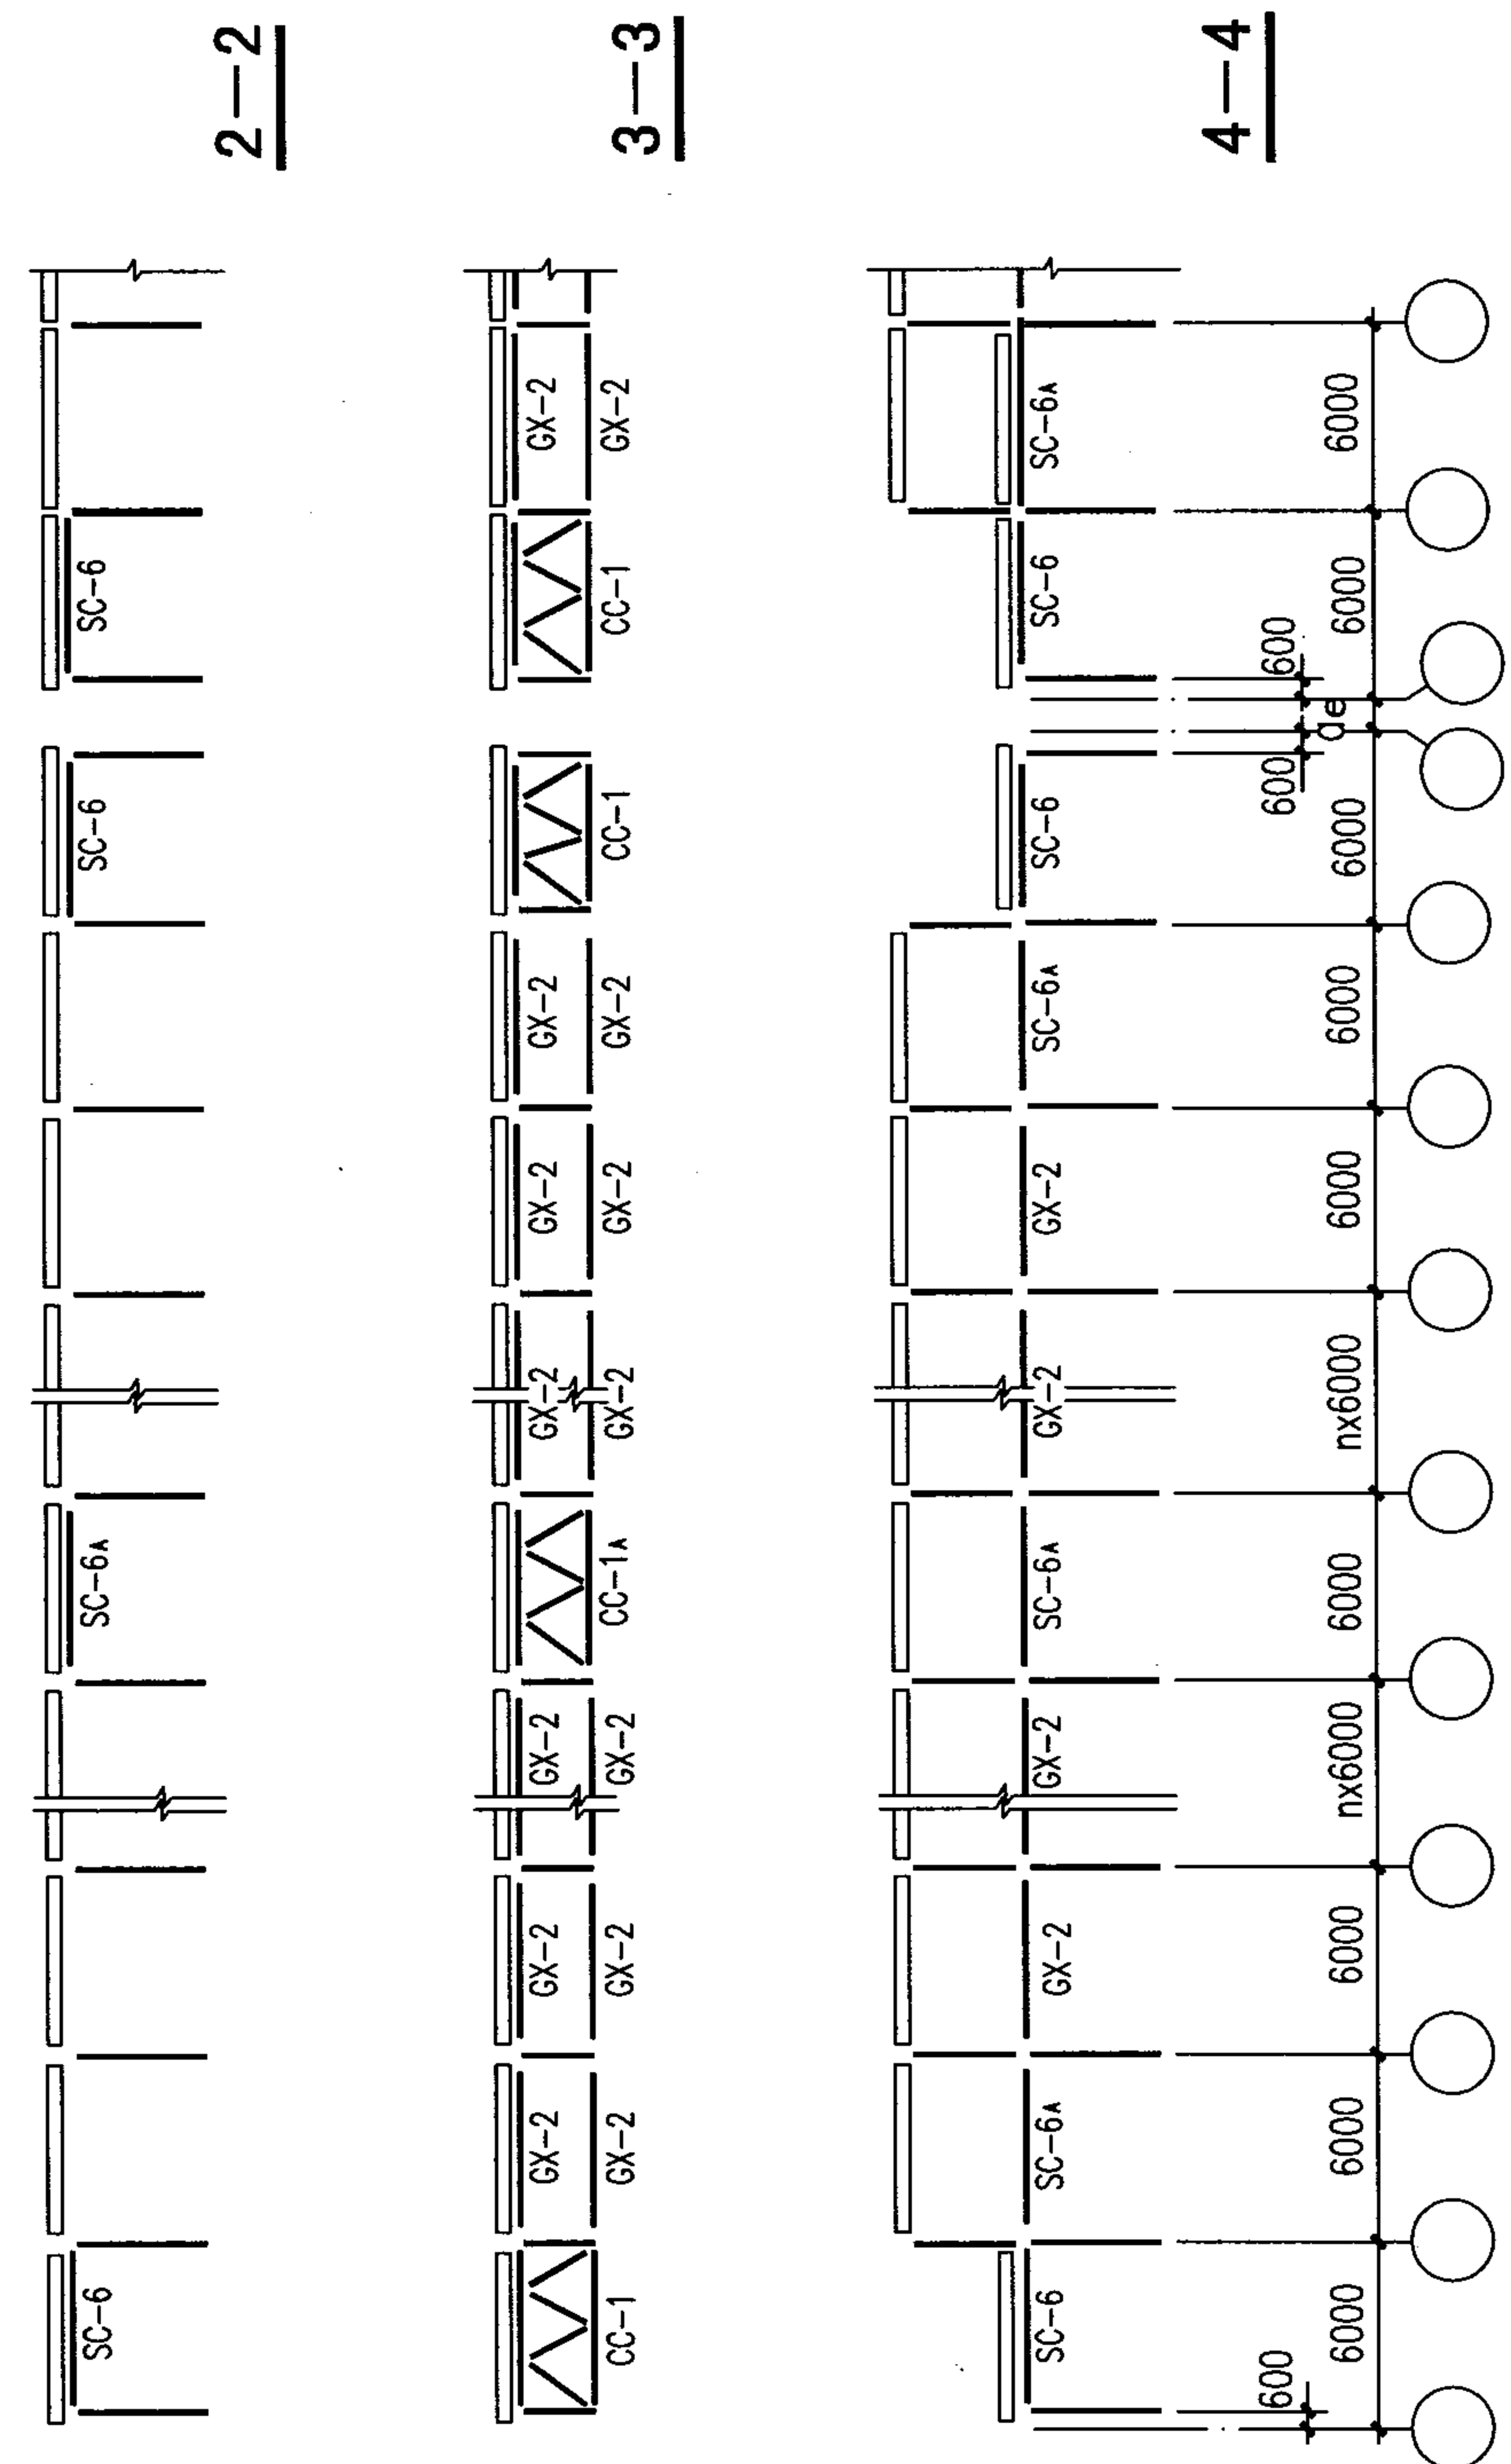 SC-6 SC-6A SC-6 SC-6
2—2
GX-2 GX-2 GX-2 GX-2 GX-2 GX-2 GX-2
CC-1 GX-2 GX-2 GX-2 CC-1A GX-2 GX-2 GX-2 CC-1 CC-1 GX-2
3—3
SC-6 SC-6A GX-2 GX-2 SC-6A GX-2 GX-2 SC-6A SC-6 SC-6 SC-6A
600 600 de 600
6000 6000 6000 nx6000 6000 nx6000 6000 6000 6000 6000 6000
4—4